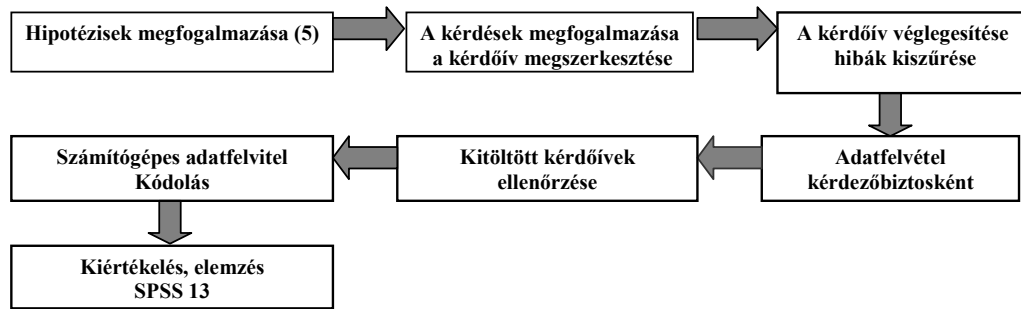 Hipotézisek megfogalmazása (5)
A kérdések megfogalmazása
a kérdőív megszerkesztése
A kérdőív véglegesítése
hibák kiszűrése
Adatfelvétel
kérdezőbiztosként
Kitöltött kérdőívek
ellenőrzése
Számítógépes adatfelvitel
Kódolás
Kiértékelés, elemzés
SPSS 13